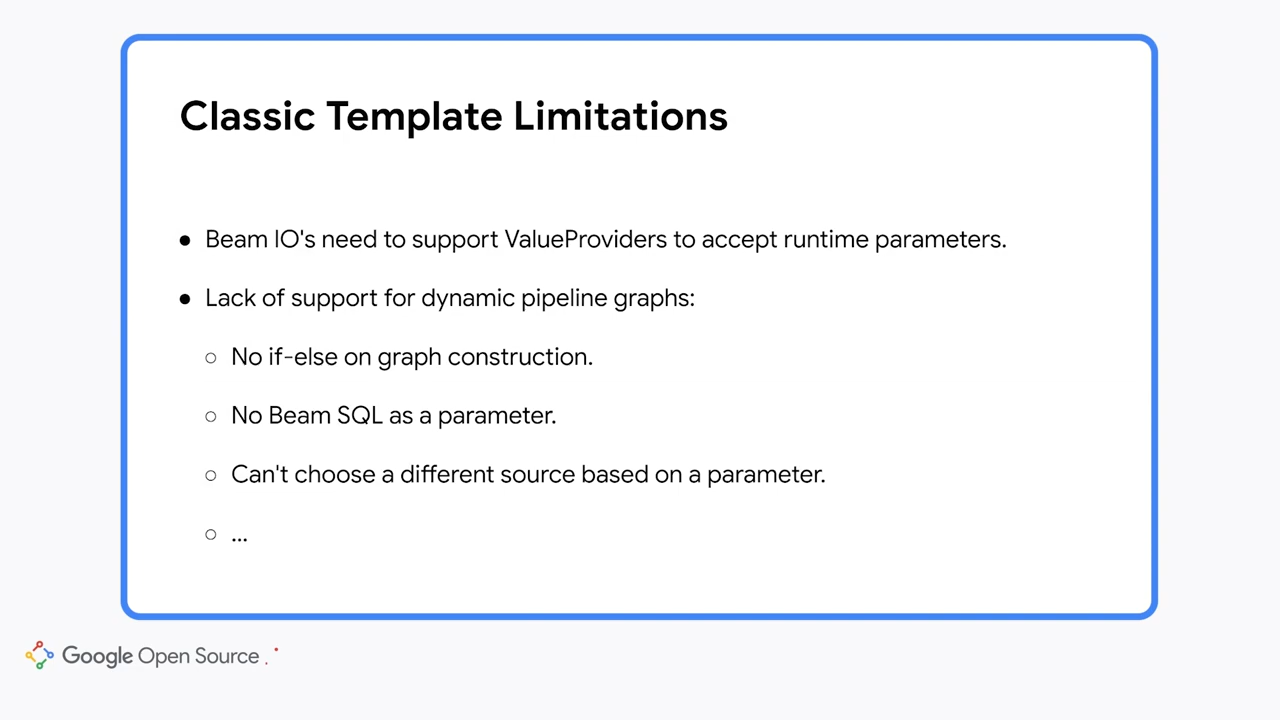 Classic Template Limitations
● Beam IO's need to support ValueProviders to accept runtime parameters.
● Lack of support for dynamic pipeline graphs:
○ No if-else on graph construction.
○ No Beam SQL as a parameter.
○ Can't choose a different source based on a parameter.
○ ...
Google Open Source